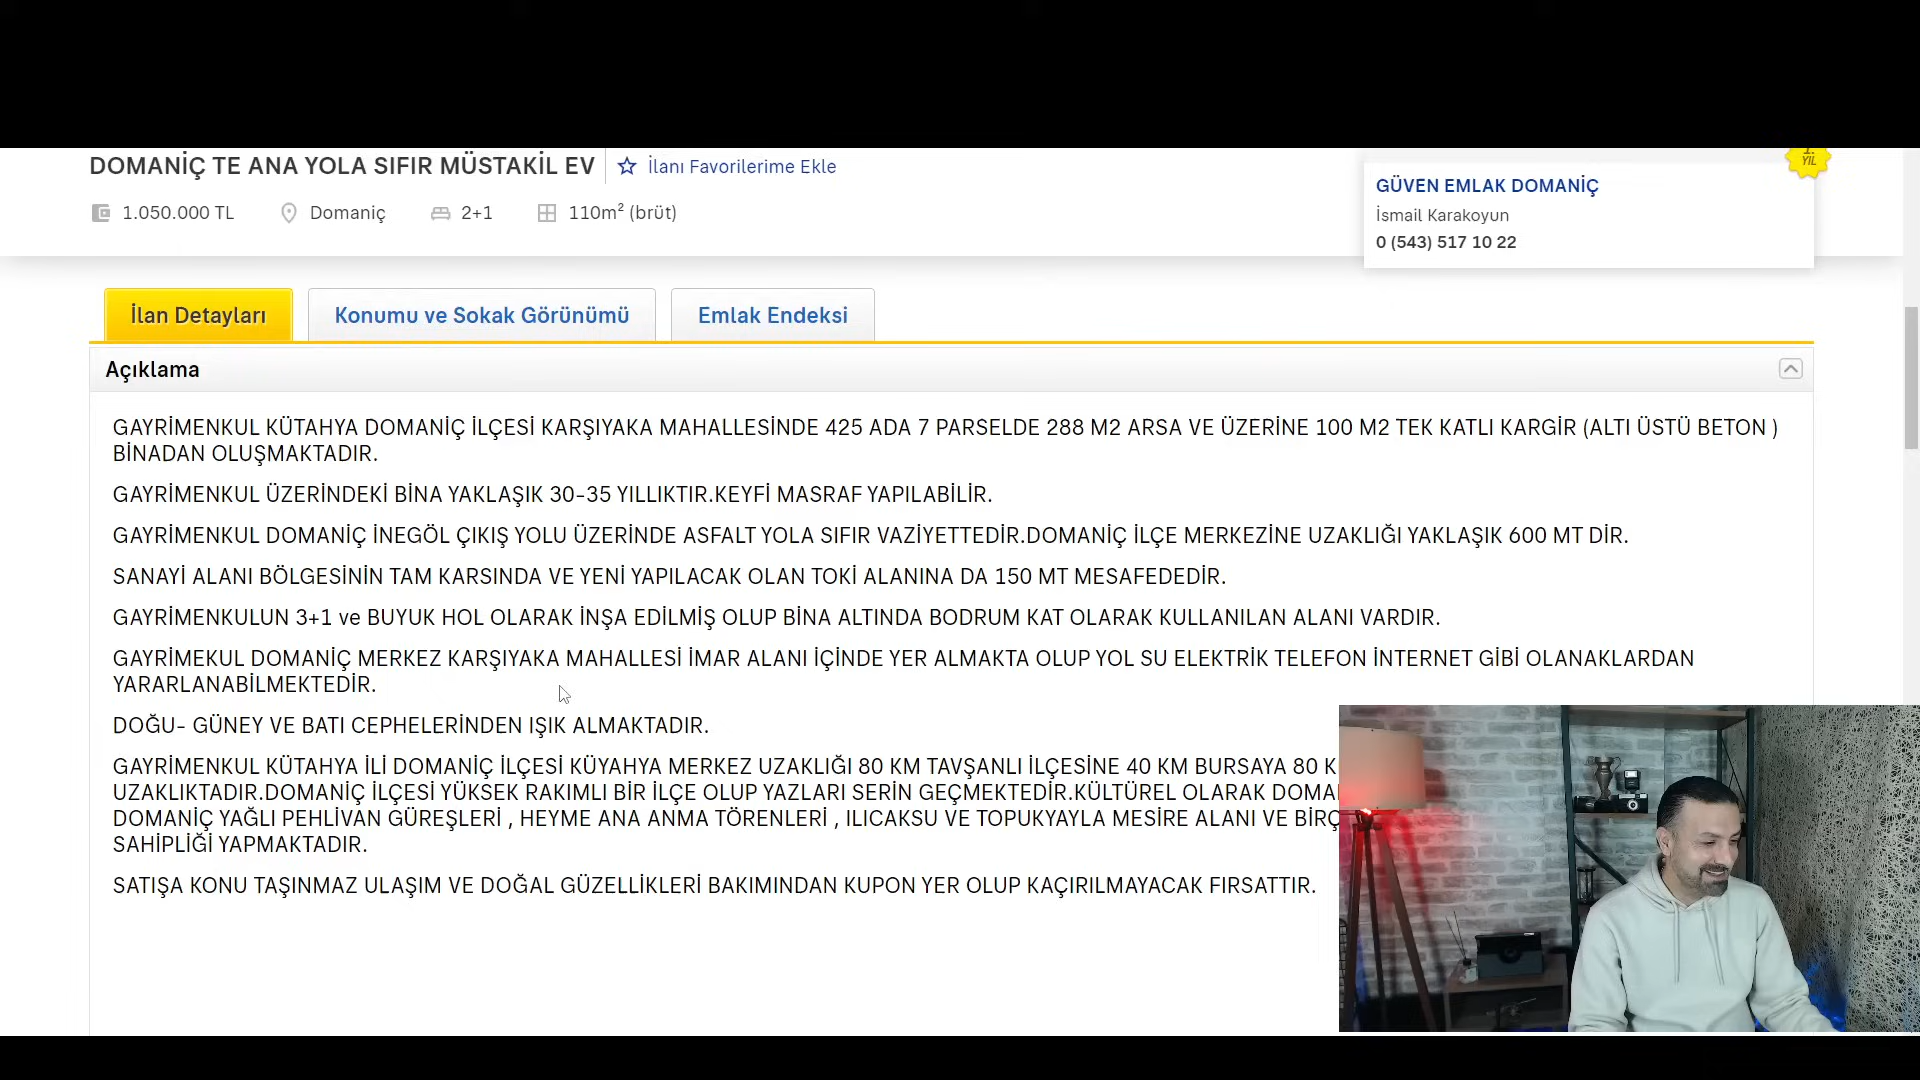 DOMANİÇ TE ANA YOLA SIFIR MÜSTAKİL EV
İlanı Favorilerime Ekle
1.050.000 TL
Domaniç
2+1
110m² (brüt)
1.
YIL
GÜVEN EMLAK DOMANİÇ
İsmail Karakoyun
0 (543) 517 10 22
İlan Detayları
Konumu ve Sokak Görünümü
Emlak Endeksi
Açıklama
GAYRİMENKUL KÜTAHYA DOMANİÇ İLÇESİ KARŞIYAKA MAHALLESİNDE 425 ADA 7 PARSELDE 288 M2 ARSA VE ÜZERİNE 100 M2 TEK KATLI KARGİR (ALTI ÜSTÜ BETON )
BİNADAN OLUŞMAKTADIR.
GAYRİMENKUL ÜZERİNDEKİ BİNA YAKLAŞIK 30-35 YILLIKTIR.KEYFİ MASRAF YAPILABİLİR.
GAYRİMENKUL DOMANİÇ İNEGÖL ÇIKIŞ YOLU ÜZERİNDE ASFALT YOLA SIFIR VAZİYETTEDİR.DOMANİÇ İLÇE MERKEZİNE UZAKLIĞI YAKLAŞIK 600 MT DİR.
SANAYİ ALANI BÖLGESİNİN TAM KARSINDA VE YENİ YAPILACAK OLAN TOKİ ALANINA DA 150 MT MESAFEDEDİR.
GAYRİMENKULUN 3+1 ve BUYUK HOL OLARAK İNŞA EDİLMİŞ OLUP BİNA ALTINDA BODRUM KAT OLARAK KULLANILAN ALANI VARDIR.
GAYRİMEKUL DOMANİÇ MERKEZ KARŞIYAKA MAHALLESİ İMAR ALANI İÇİNDE YER ALMAKTA OLUP YOL SU ELEKTRİK TELEFON İNTERNET GİBİ OLANAKLARDAN
YARARLANABİLMEKTEDİR.
DOĞU- GÜNEY VE BATI CEPHELERİNDEN IŞIK ALMAKTADIR.
GAYRİMENKUL KÜTAHYA İLİ DOMANİÇ İLÇESİ KÜYAHYA MERKEZ UZAKLIĞI 80 KM TAVŞANLI İLÇESİNE 40 KM BURSAYA 80 K
UZAKLIKTADIR.DOMANİÇ İLÇESİ YÜKSEK RAKIMLI BİR İLÇE OLUP YAZLARI SERİN GEÇMEKTEDİR.KÜLTÜREL OLARAK DOMA
DOMANİÇ YAĞLI PEHLİVAN GÜREŞLERİ , HEYME ANA ANMA TÖRENLERİ , ILICAKSU VE TOPUKYAYLA MESİRE ALANI VE BİRÇ
SAHİPLİĞİ YAPMAKTADIR.
SATIŞA KONU TAŞINMAZ ULAŞIM VE DOĞAL GÜZELLİKLERİ BAKIMINDAN KUPON YER OLUP KAÇIRILMAYACAK FIRSATTIR.